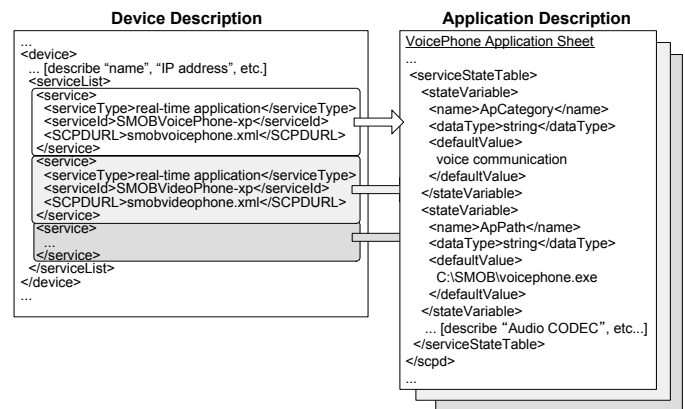 Device Description
...
<device>
... [describe “name”, “IP address”, etc.]
<serviceList>
<service>
<serviceType>real-time application</serviceType>
<serviceId>SMOBVoicePhone-xp</serviceId>
<SCPDURL>smobvoicephone.xml</SCPDURL>
</service>
<service>
<serviceType>real-time application</serviceType>
<serviceId>SMOBVideoPhone-xp</serviceId>
<SCPDURL>smobvideophone.xml</SCPDURL>
</service>
<service>
...
</service>
</serviceList>
</device>
...
Application Description
VoicePhone Application Sheet
...
<serviceStateTable>
<stateVariable>
<name>ApCategory</name>
<dataType>string</dataType>
<defaultValue>
voice communication
</defaultValue>
</stateVariable>
<stateVariable>
<name>ApPath</name>
<dataType>string</dataType>
<defaultValue>
C:\SMOB\voicephone.exe
</defaultValue>
</stateVariable>
... [describe “Audio CODEC”, etc...]
</serviceStateTable>
</scpd>
...